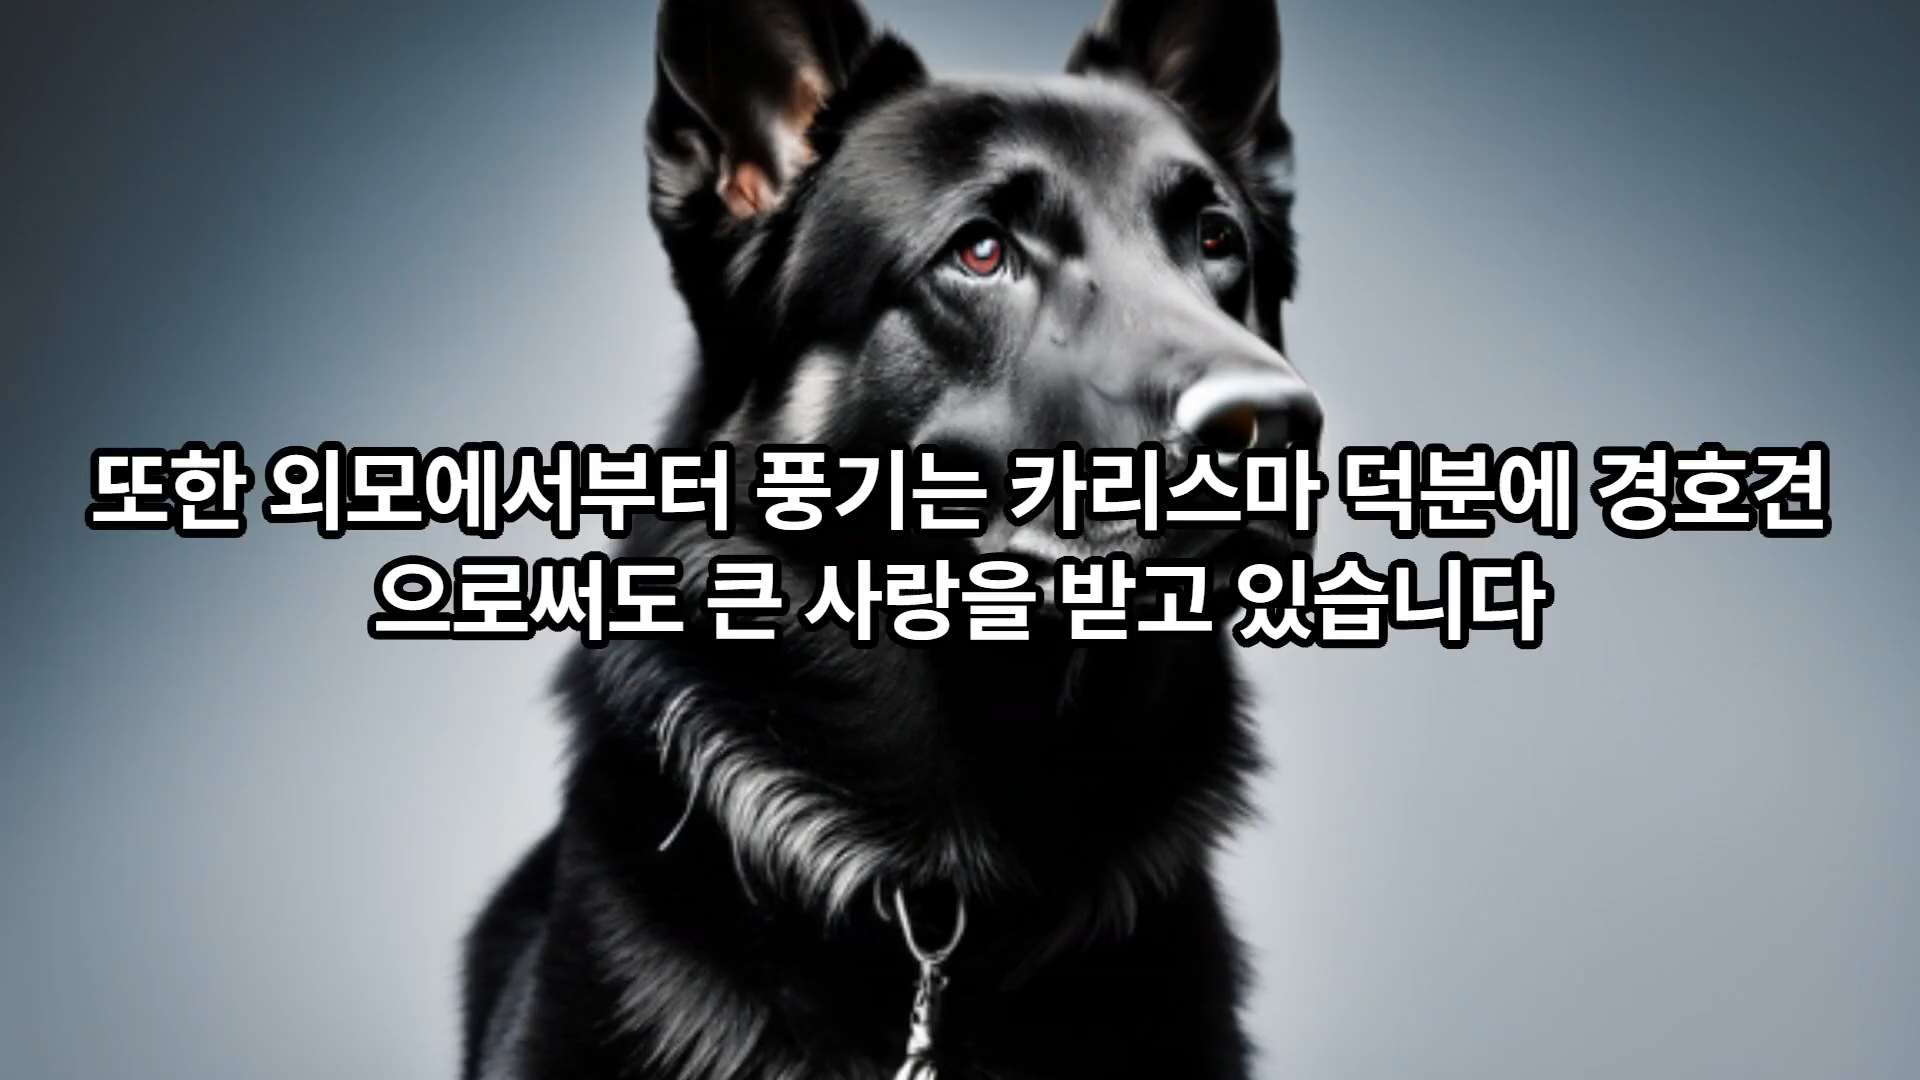 또한 외모에서부터 풍기는 카리스마 덕분에 경호견
으로써도 큰 사랑을 받고 있습니다